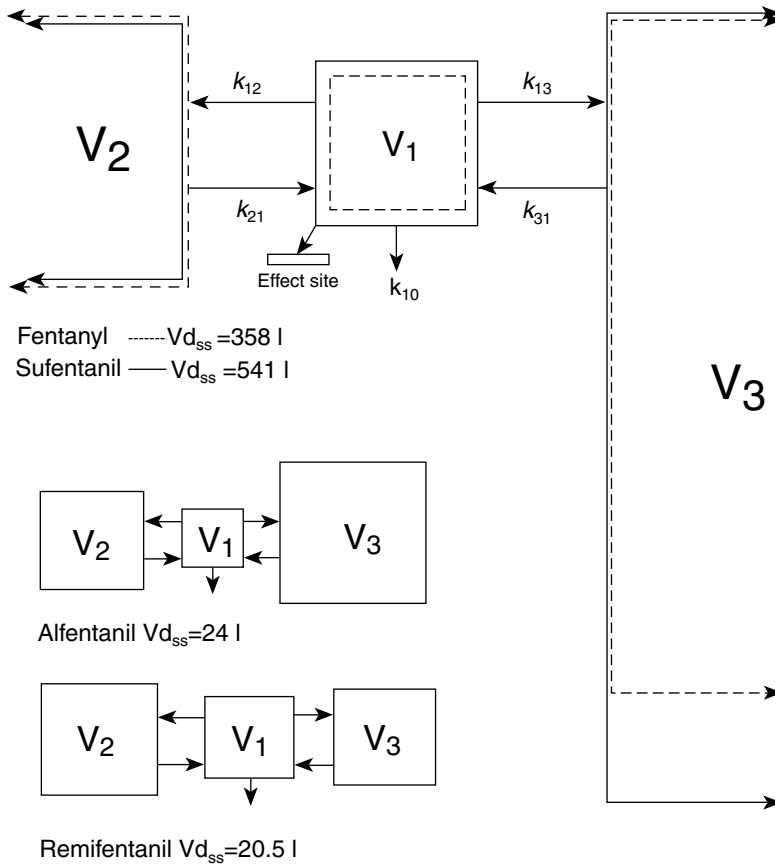 V2
k12
V1
k13
k21
k31
Effect site
k10
Fentanyl Vdss =358 l
Sufentanil Vdss =541 l
V3
V2
V1
V3
Alfentanil Vdss=24 l
V2
V1
V3
Remifentanil Vdss=20.5 l